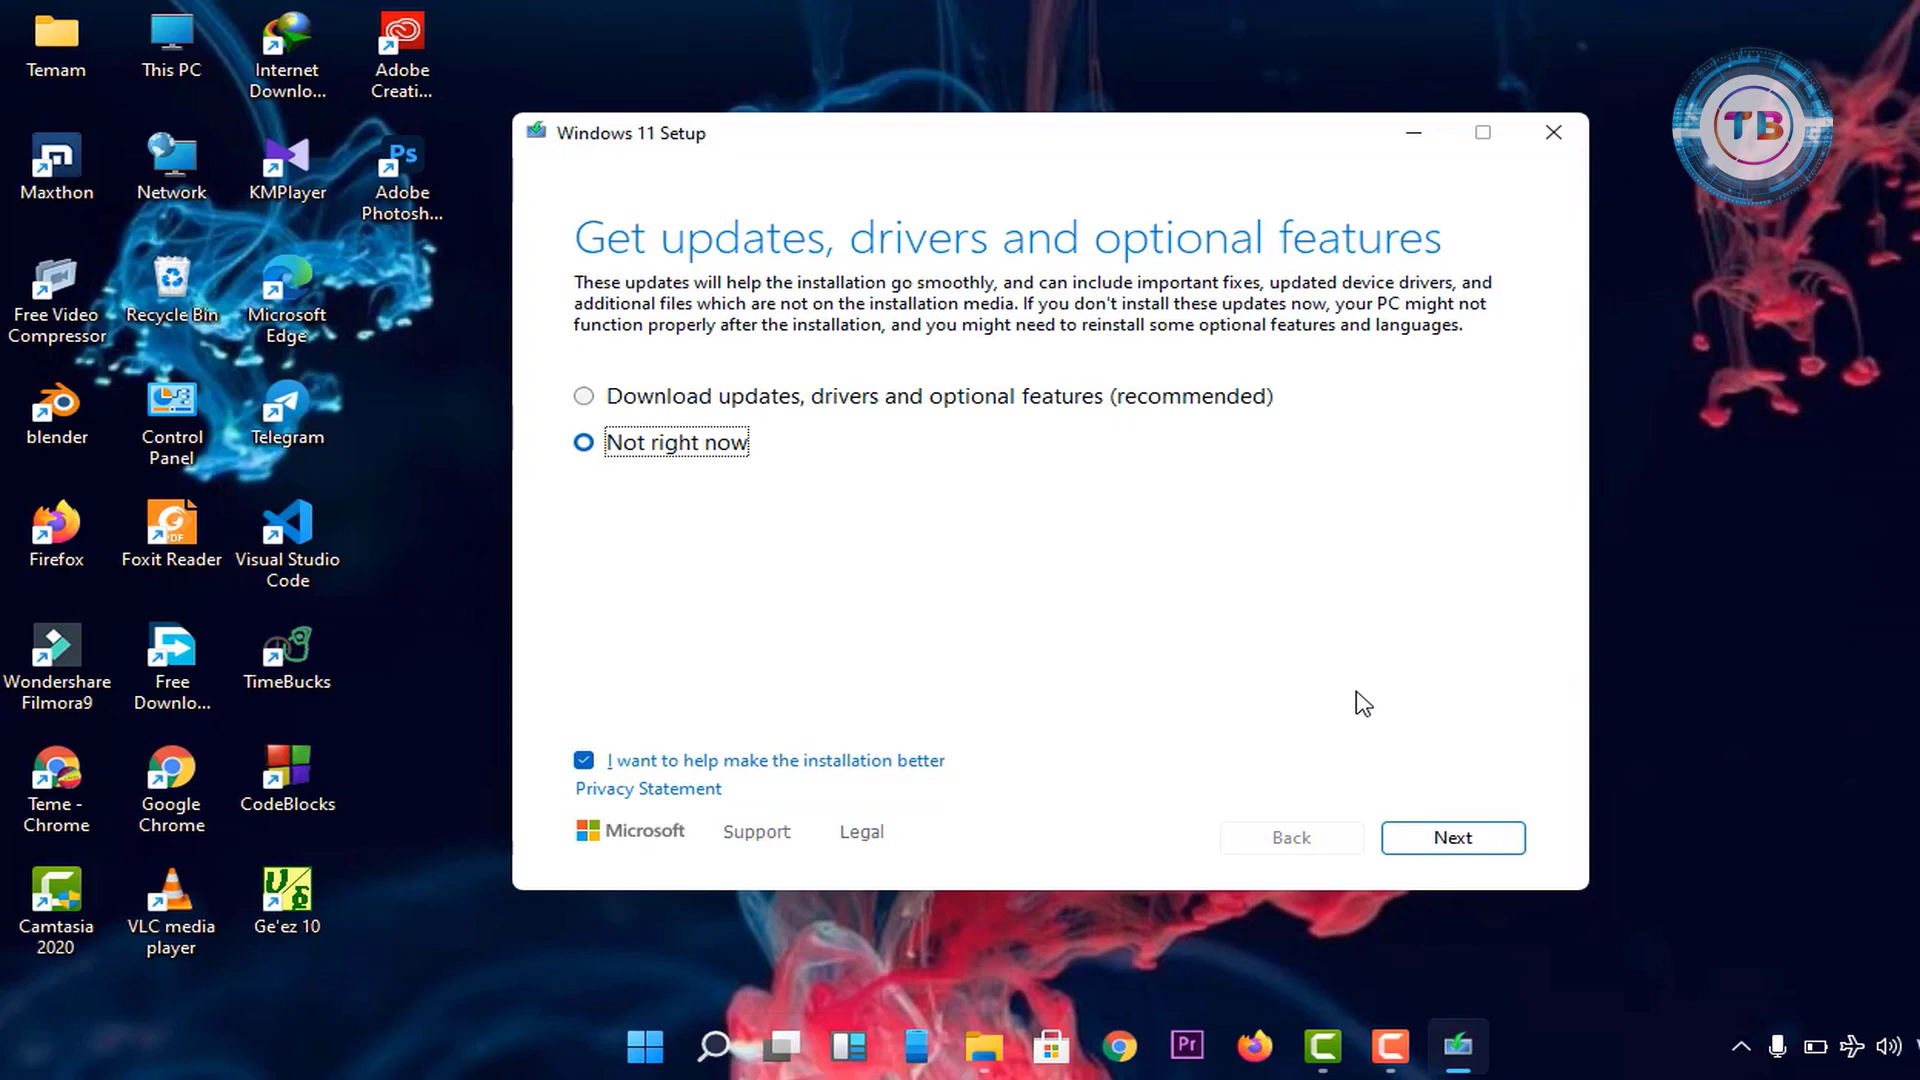 Temam
This PC
Internet
Downlo...
Adobe
Creati...
TB
Maxthon
Network
KMPlayer
Ps
Adobe
Photosh...
Free Video
Compressor
Recycle Bin
Microsoft
Edge
blender
Control
Panel
Telegram
Firefox
PDF
Foxit Reader
Visual Studio
Code
Wondershare
Filmora9
Free
Downlo...
TimeBucks
Teme -
Chrome
Google
Chrome
CodeBlocks
Camtasia
2020
VLC media
player
Ge'ez 10
Windows 11 Setup
Get updates, drivers and optional features
These updates will help the installation go smoothly, and can include important fixes, updated device drivers, and
additional files which are not on the installation media. If you don't install these updates now, your PC might not
function properly after the installation, and you might need to reinstall some optional features and languages.
Download updates, drivers and optional features (recommended)
Not right now
I want to help make the installation better
Privacy Statement
Microsoft
Support
Legal
Back
Next
Pr